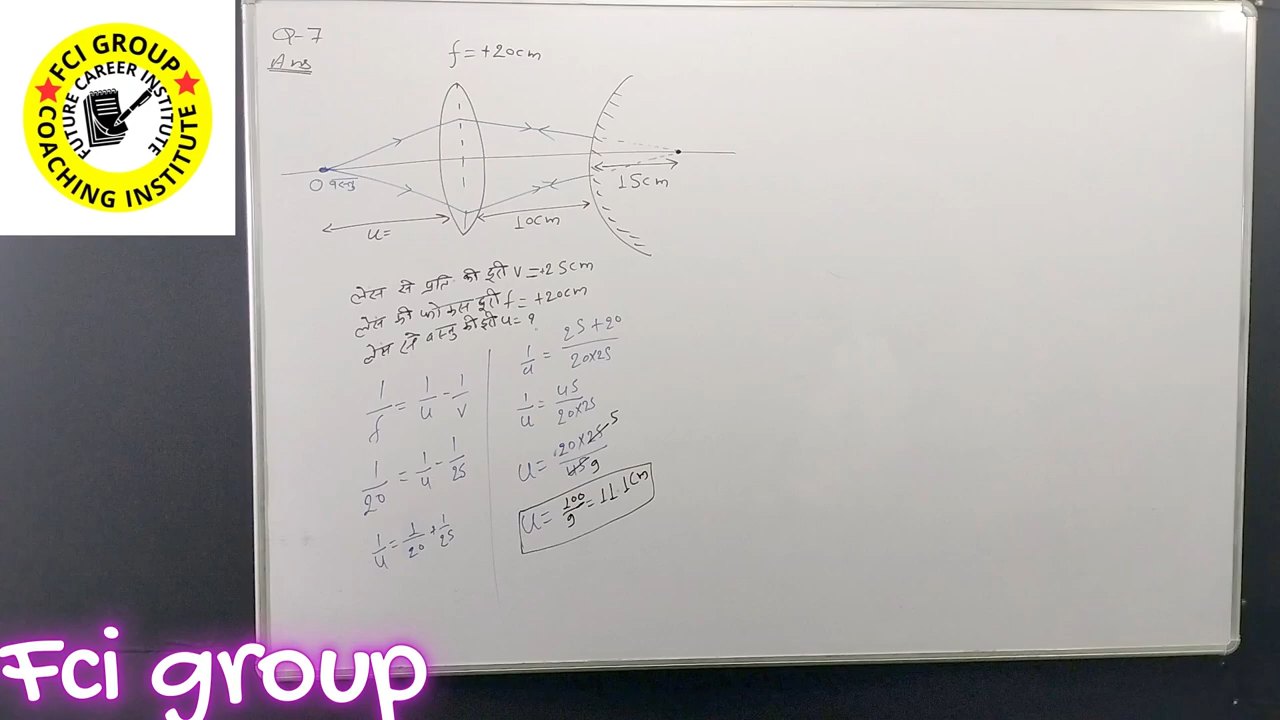 FCI GROUP
FUTURE CAREER INSTITUTE
COACHING INSTITUTE
Q-7
Ans
f = +20cm
O वस्तु
u=
10cm
15cm
लेंस से प्रति की दूरी v = +25cm
लेंस की फोकस दूरी f = +20cm
लेंस से वस्तु की दूरी u = ?
1/f = 1/u - 1/v
1/20 = 1/u - 1/25
1/u = 1/20 + 1/25
1/u = 25+20/20×25
1/u = 45/20×25
u = 20×25 5/45 9
u = 100/9 = 11.1cm
Fci group